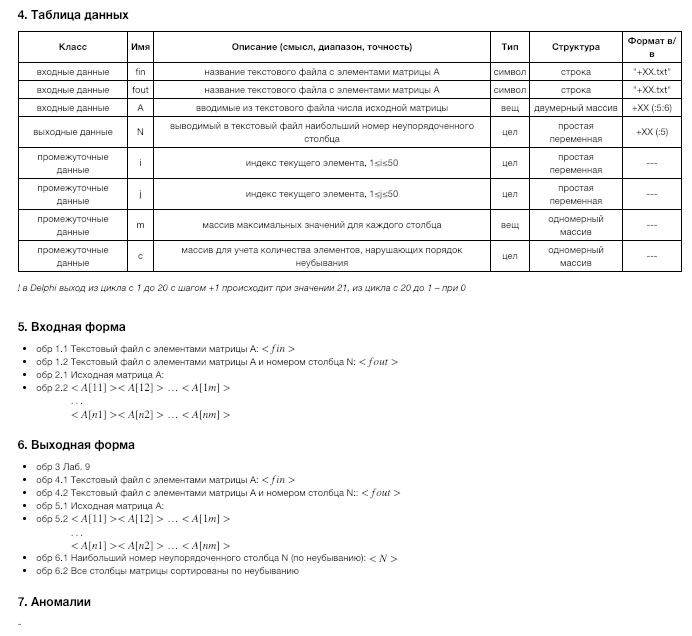 4. Таблица данных
Класс Имя Описание (смысл, диапазон, точность) Тип Структура Формат в/в
входные данные fin название текстового файла с элементами матрицы А символ строка "+XX.txt"
входные данные fout название текстового файла с элементами матрицы А символ строка "+XX.txt"
входные данные A вводимые из текстового файла числа исходной матрицы вещ двумерный массив +XX (:5:6)
выходные данные N выводимый в текстовый файл наибольший номер неупорядоченного столбца цел простая переменная +XX (:5)
промежуточные данные i индекс текущего элемента, 1≤i≤50 цел простая переменная ---
промежуточные данные j индекс текущего элемента, 1≤j≤50 цел простая переменная ---
промежуточные данные m массив максимальных значений для каждого столбца вещ одномерный массив ---
промежуточные данные c массив для учета количества элементов, нарушающих порядок неубывания цел одномерный массив ---
! в Delphi выход из цикла с 1 до 20 с шагом +1 происходит при значении 21, из цикла с 20 до 1 – при 0
5. Входная форма
• обр 1.1 Текстовый файл с элементами матрицы А: < fin >
• обр 1.2 Текстовый файл с элементами матрицы А и номером столбца N: < fout >
• обр 2.1 Исходная матрица А:
• обр 2.2 < A[11] >< A[12] > … < A[1m] >
…
< A[n1] >< A[n2] > … < A[nm] >
6. Выходная форма
• обр 3 Лаб. 9
• обр 4.1 Текстовый файл с элементами матрицы А: < fin >
• обр 4.2 Текстовый файл с элементами матрицы А и номером столбца N:: < fout >
• обр 5.1 Исходная матрица А:
• обр 5.2 < A[11] >< A[12] > … < A[1m] >
…
< A[n1] >< A[n2] > … < A[nm] >
• обр 6.1 Наибольший номер неупорядоченного столбца N (по неубыванию): < N >
• обр 6.2 Все столбцы матрицы сортированы по неубыванию
7. Аномалии